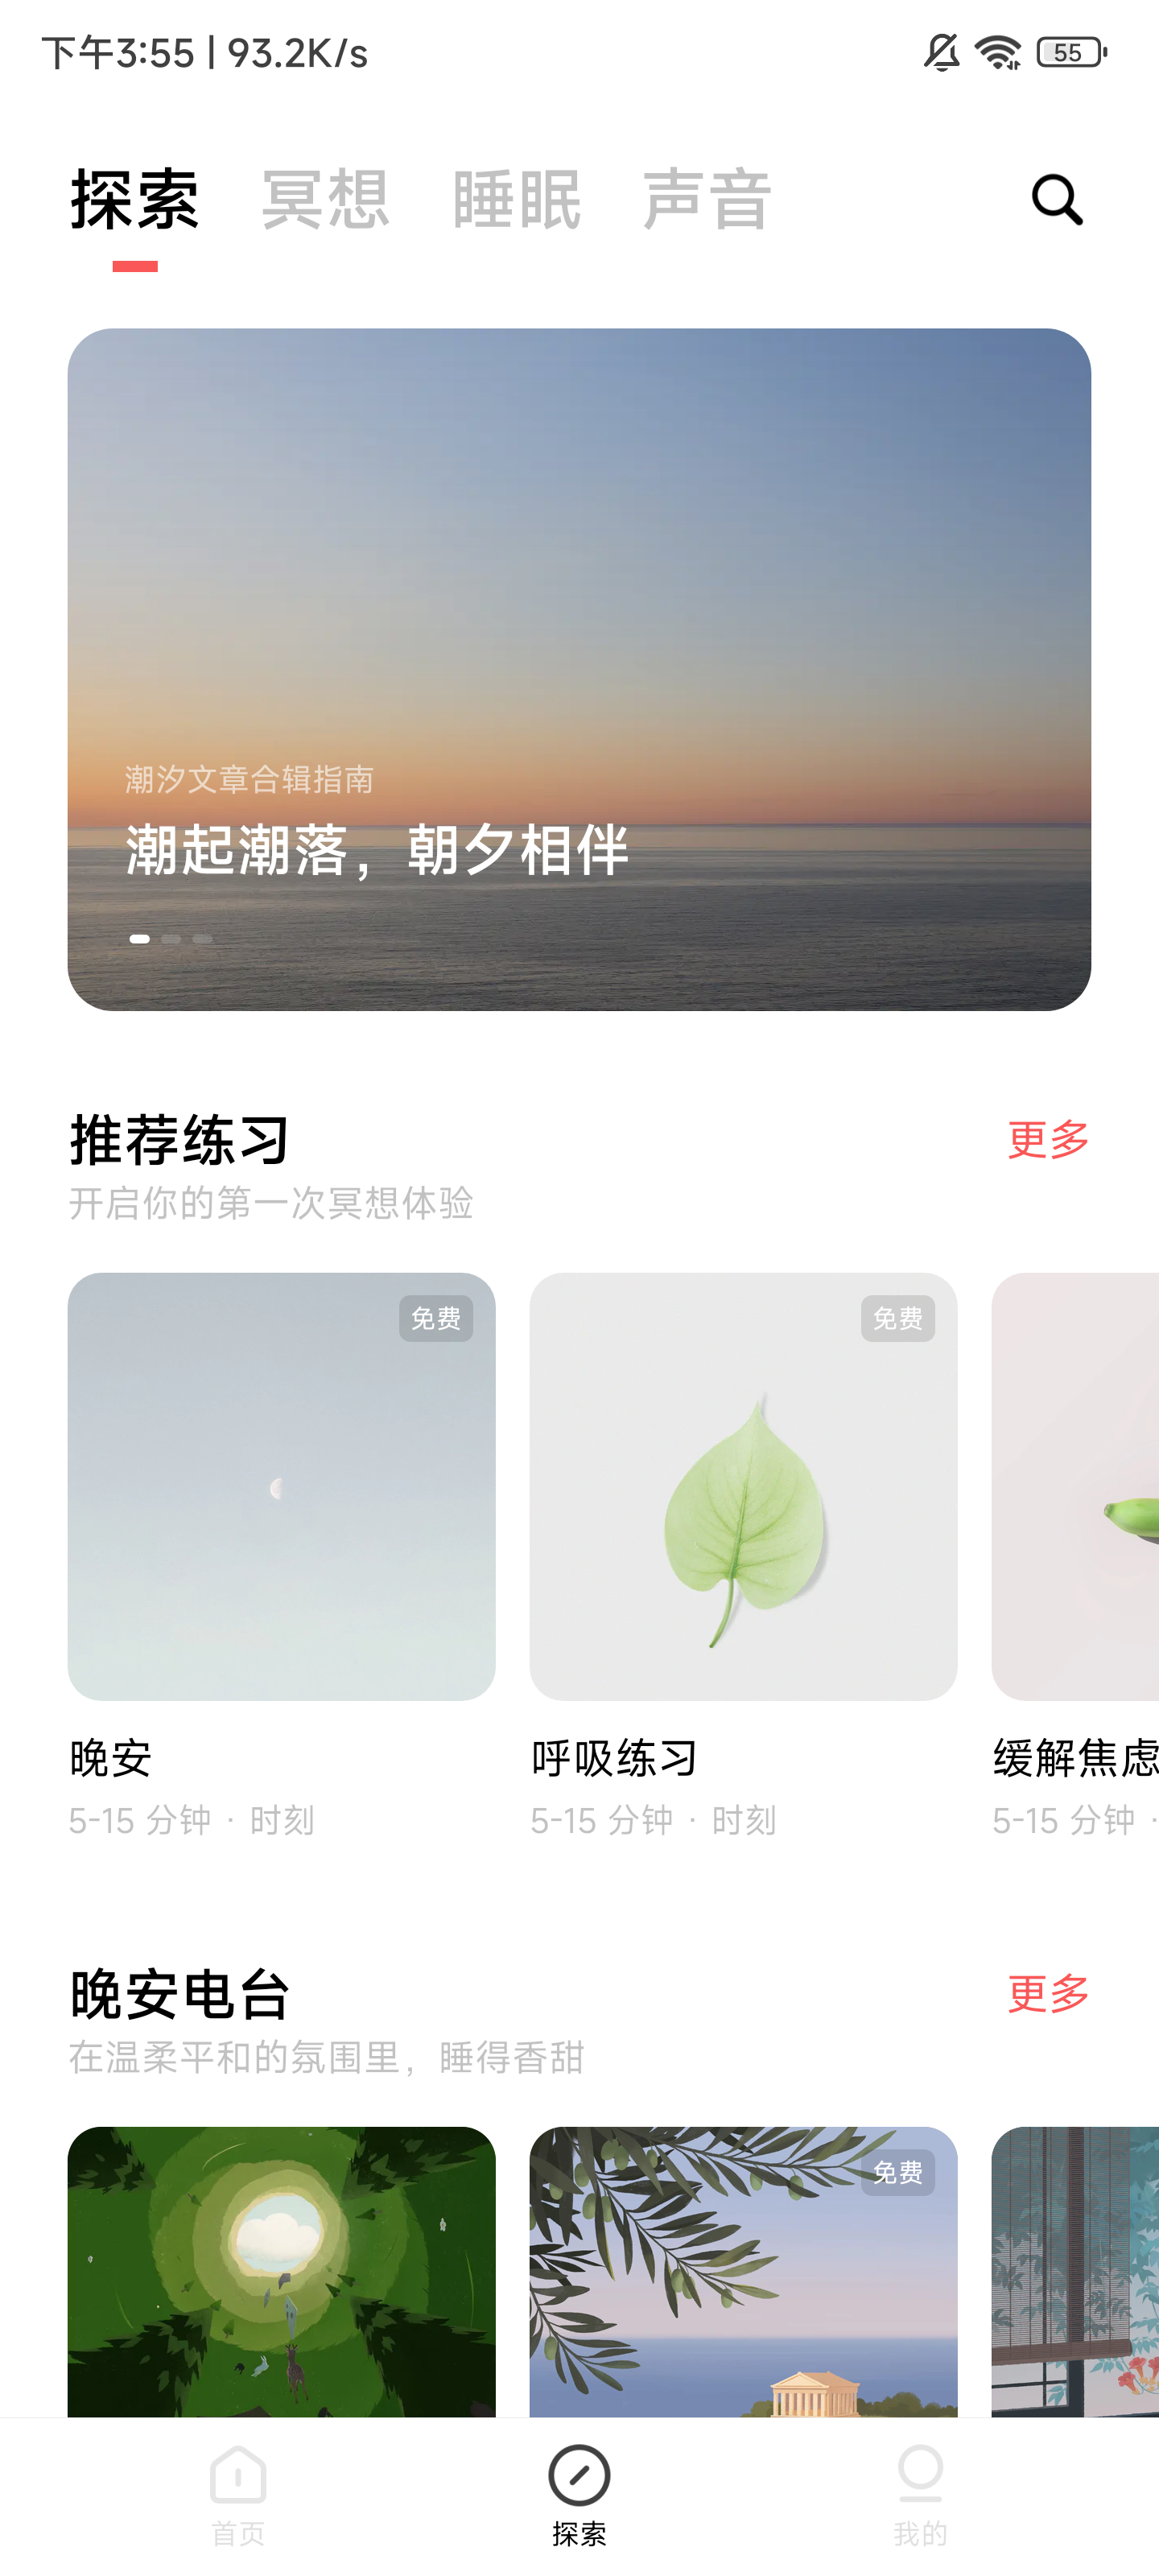 下午3:55 | 93.2K/s
55
探索 冥想 睡眠 声音
潮汐文章合辑指南
潮起潮落，朝夕相伴
推荐练习 更多
开启你的第一次冥想体验
免费 免费
晚安 呼吸练习 缓解焦虑
5-15 分钟 · 时刻 5-15 分钟 · 时刻 5-15 分钟 ·
晚安电台 更多
在温柔平和的氛围里，睡得香甜
免费
首页 探索 我的